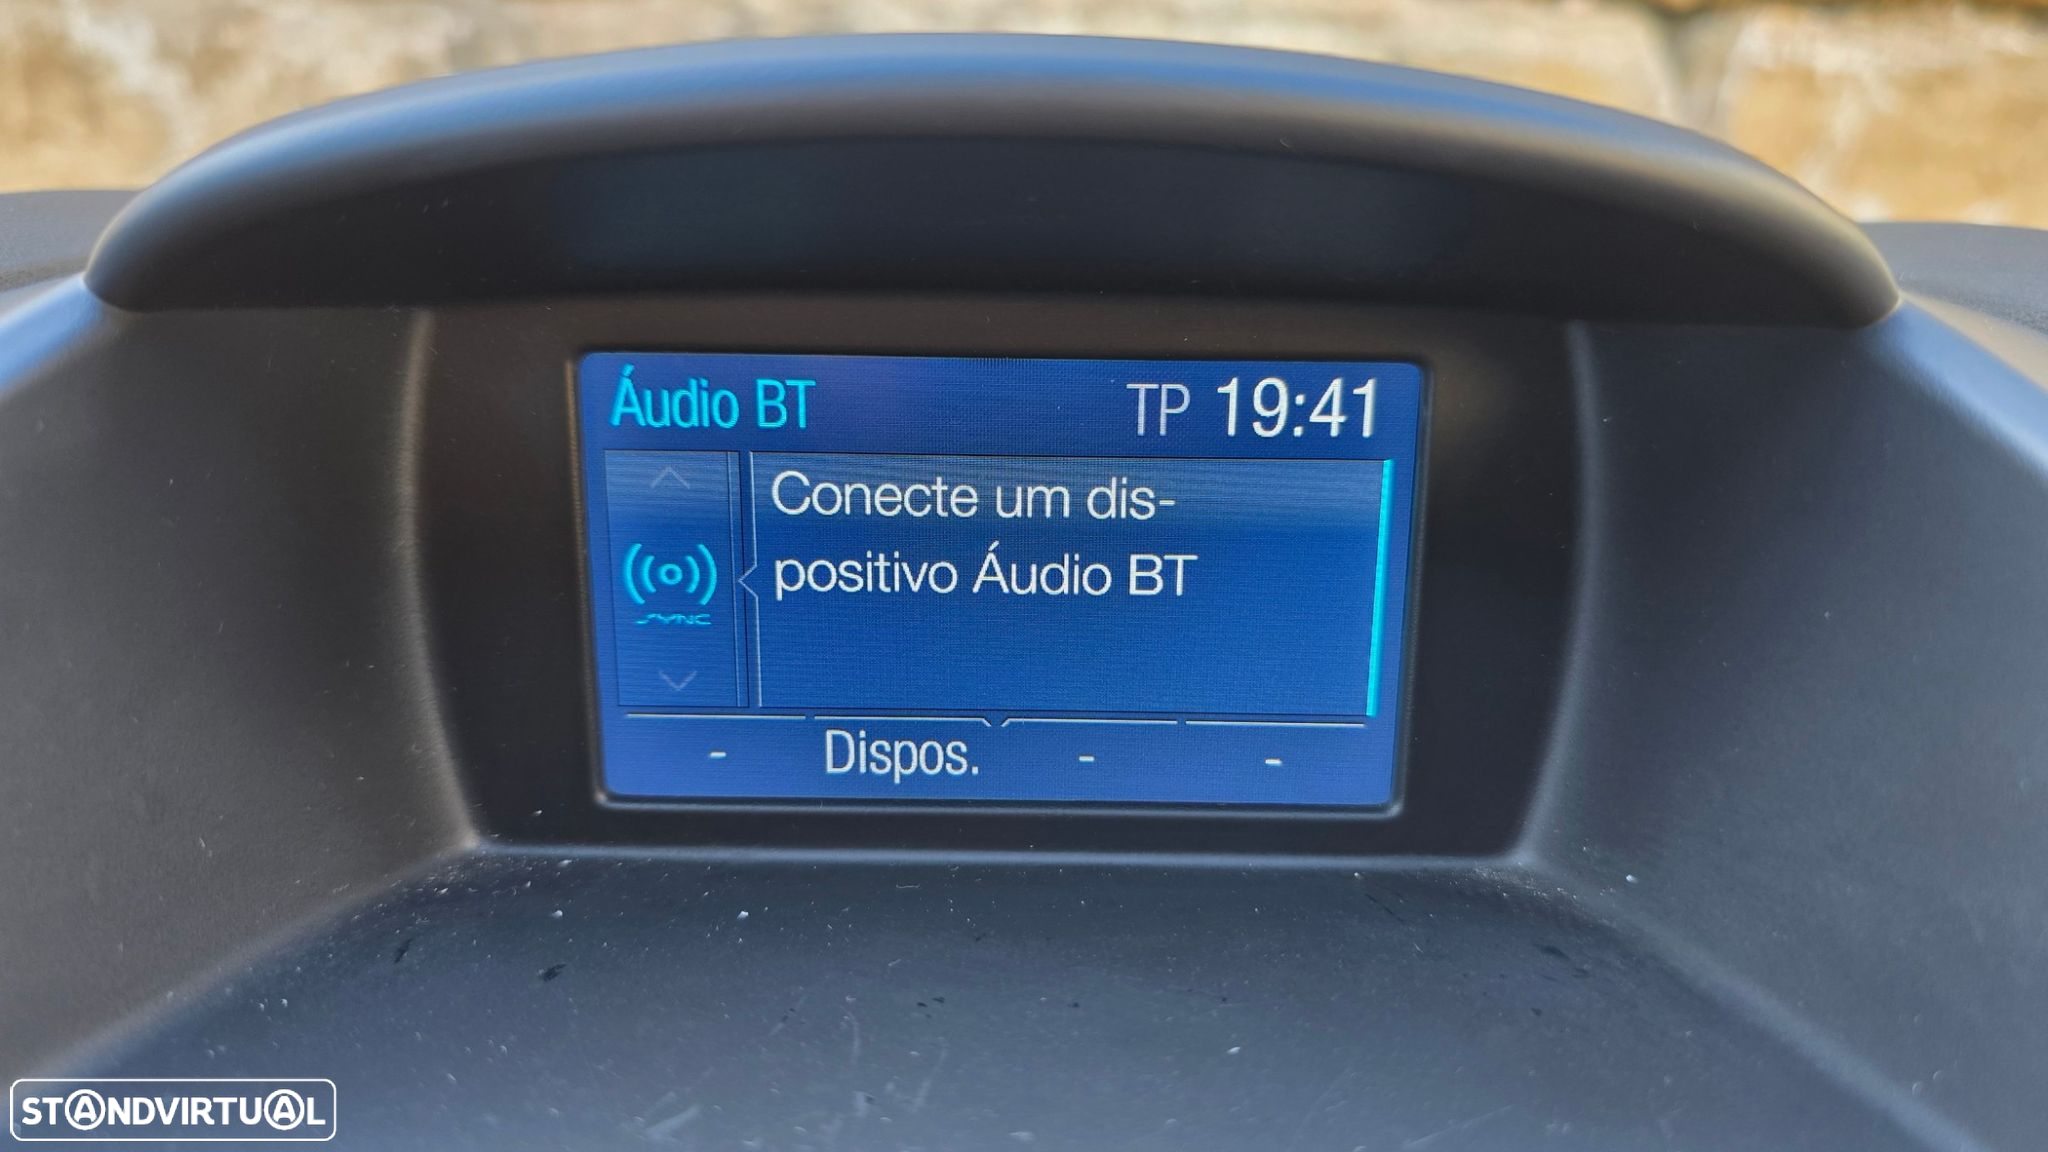 Áudio BT TP 19:41
Conecte um dis-
positivo Áudio BT
SYNC
- Dispos. - -
STANDVIRTUAL